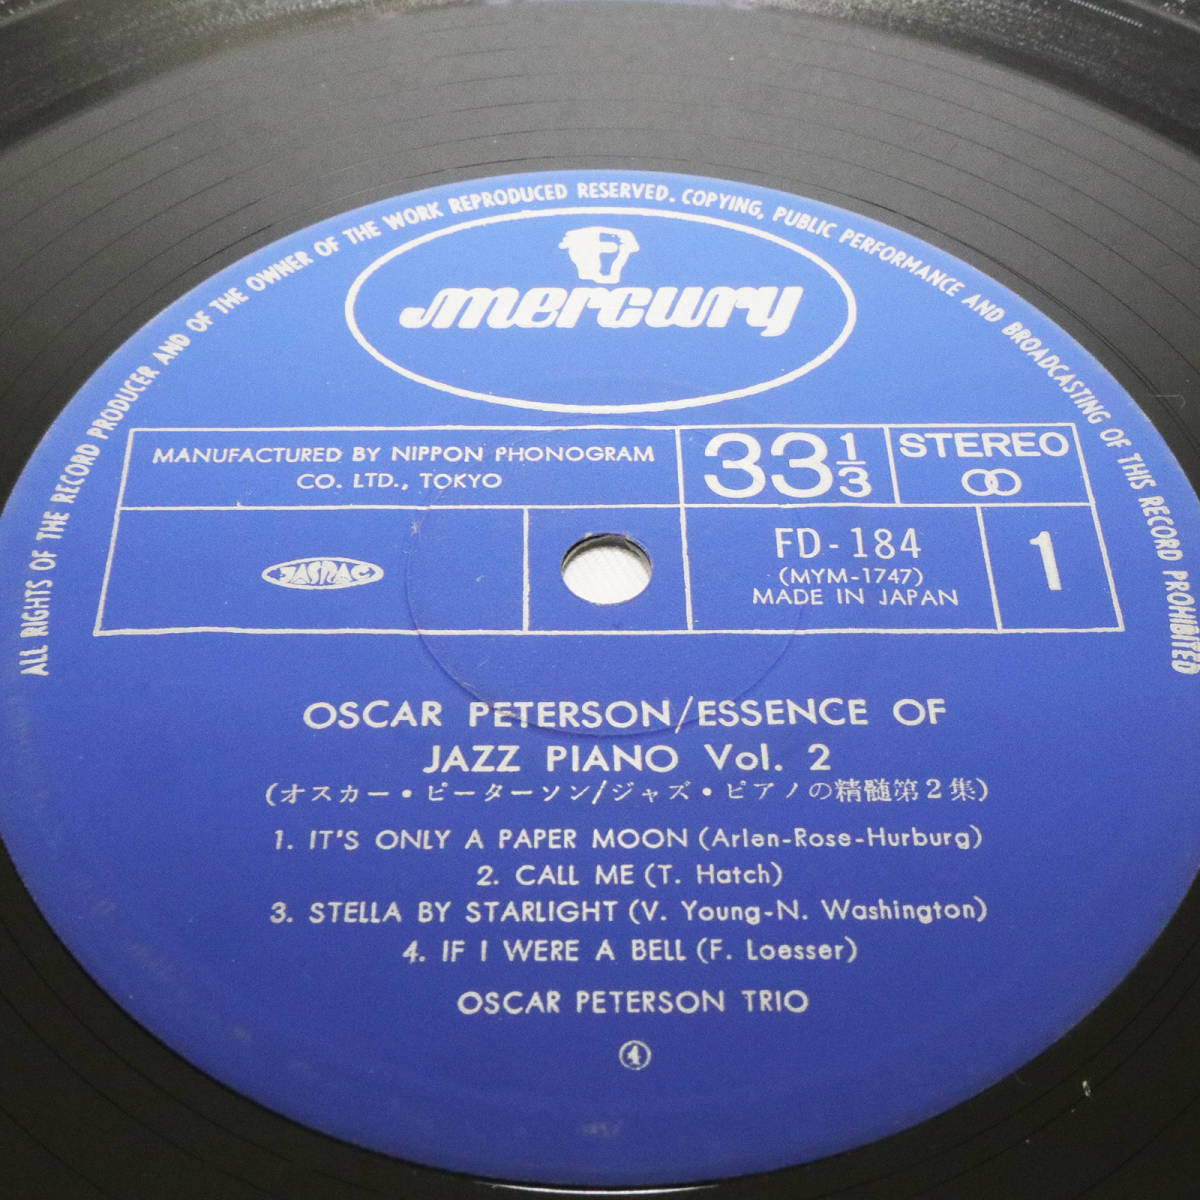 ALL RIGHTS OF THE RECORD PRODUCER AND OF THE OWNER OF THE WORK REPRODUCED RESERVED. COPYING, PUBLIC PERFORMANCE AND BROADCASTING OF THIS RECORD PROHIBITED
mercury
MANUFACTURED BY NIPPON PHONOGRAM
CO. LTD., TOKYO
33 1/3
STEREO
JASRAC
FD-184
(MYM-1747)
MADE IN JAPAN
1
OSCAR PETERSON/ESSENCE OF
JAZZ PIANO Vol. 2
(オスカー・ピーターソン/ジャズ・ピアノの精髄第2集)
1. IT'S ONLY A PAPER MOON (Arlen-Rose-Hurburg)
2. CALL ME (T. Hatch)
3. STELLA BY STARLIGHT (V. Young-N. Washington)
4. IF I WERE A BELL (F. Loesser)
OSCAR PETERSON TRIO
④